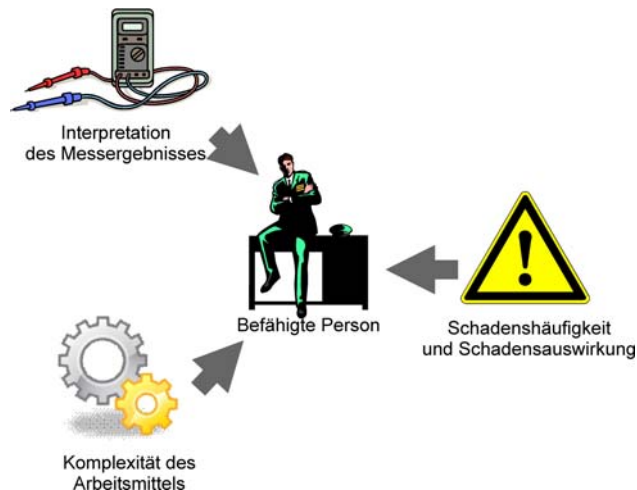 Interpretation
des Messergebnisses
Befähigte Person
Schadenshäufigkeit
und Schadensauswirkung
Komplexität des
Arbeitsmittels